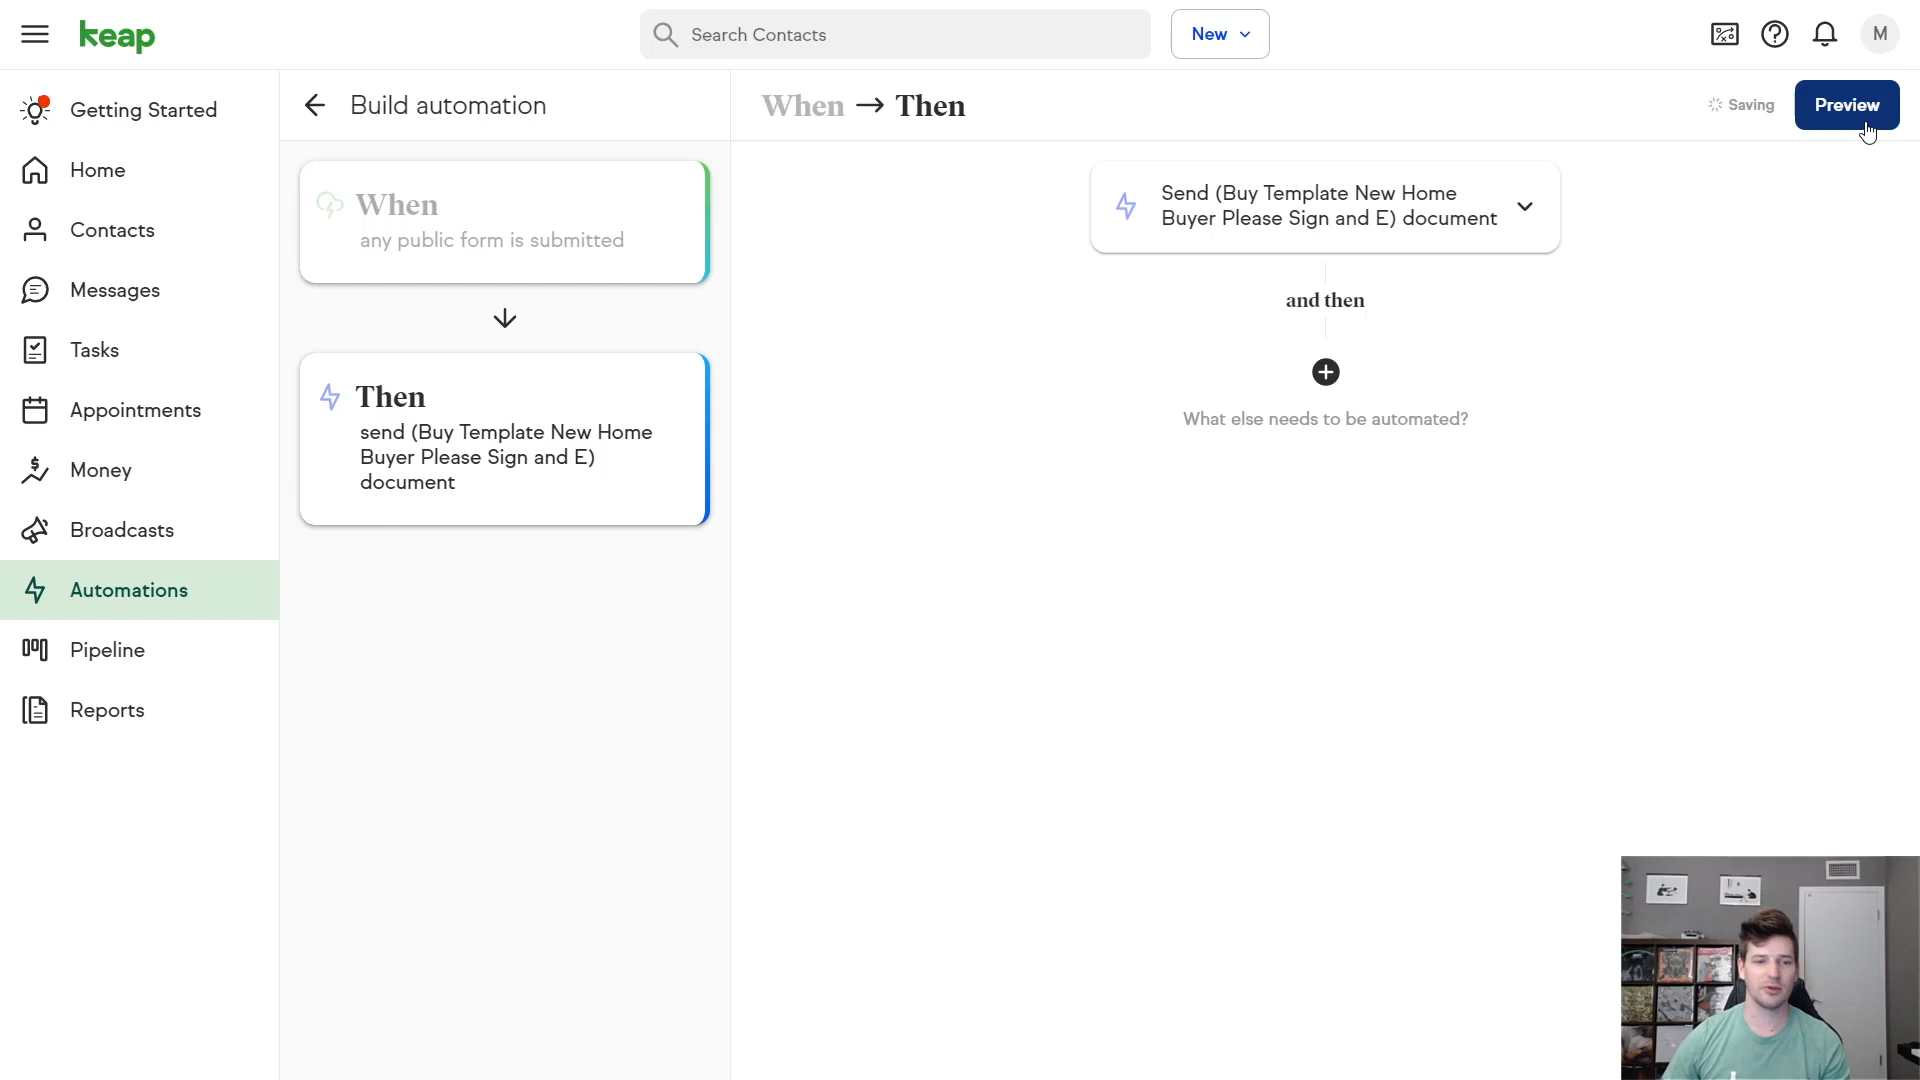 keap
Search Contacts
New
M
Getting Started
Home
Contacts
Messages
Tasks
Appointments
Money
Broadcasts
Automations
Pipeline
Reports
Build automation
When
any public form is submitted
Then
send (Buy Template New Home
Buyer Please Sign and E)
document
When → Then
Saving
Preview
Send (Buy Template New Home
Buyer Please Sign and E) document
and then
What else needs to be automated?